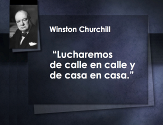 Winston Churchill
“Lucharemos
de calle en calle y
de casa en casa.”